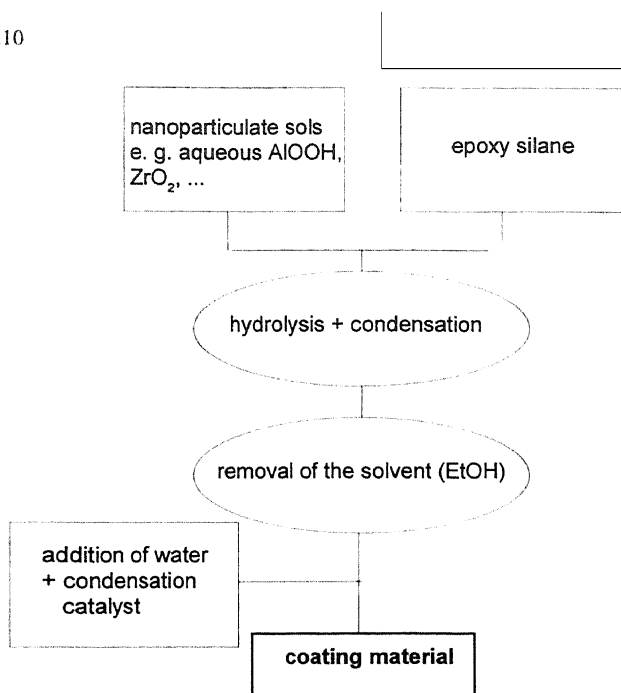 10
nanoparticulate sols
e. g. aqueous AlOOH,
ZrO₂, ...
epoxy silane
hydrolysis + condensation
removal of the solvent (EtOH)
addition of water
+ condensation
catalyst
coating material